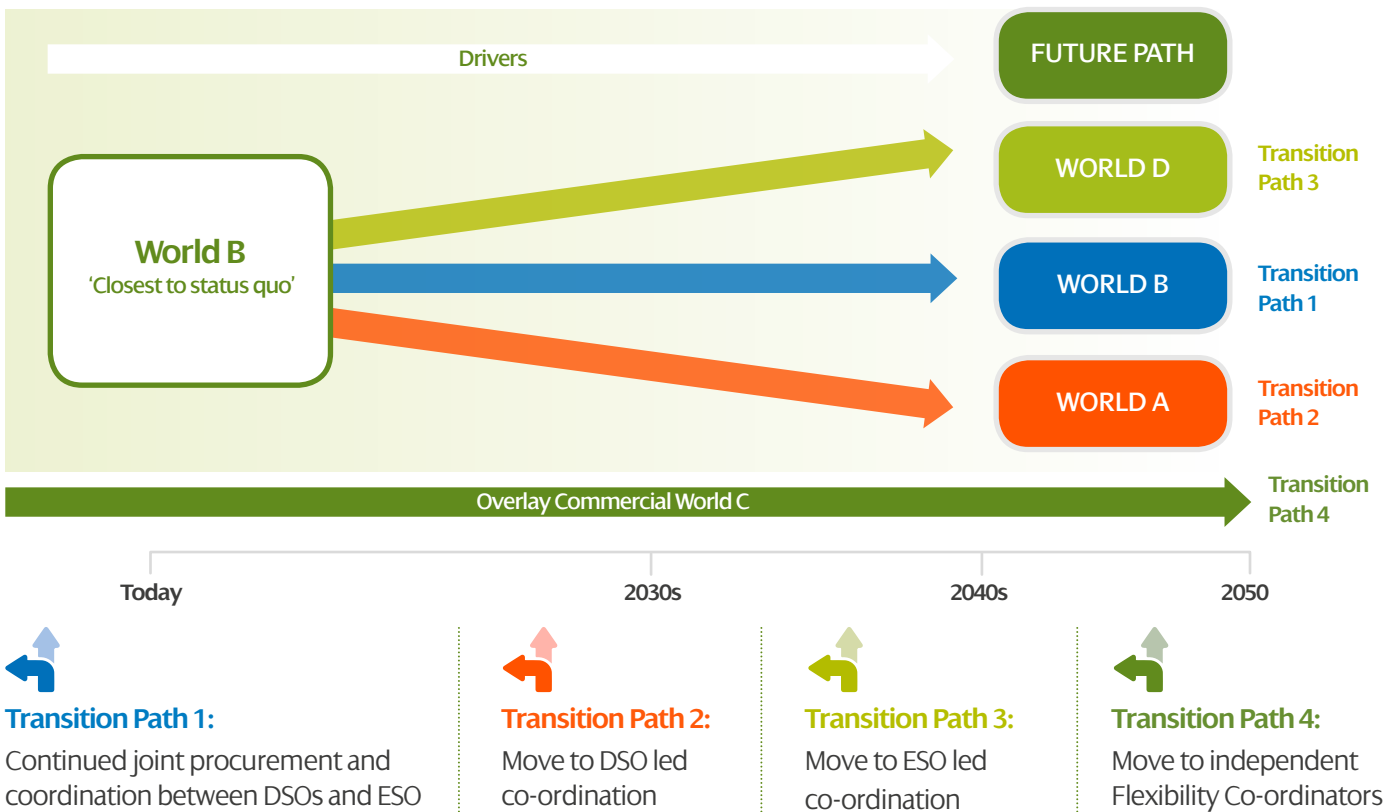 Drivers
FUTURE PATH
World B
‘Closest to status quo’
WORLD D
Transition
Path 3
WORLD B
Transition
Path 1
WORLD A
Transition
Path 2
Overlay Commercial World C
Transition
Path 4
Today
2030s
2040s
2050
Transition Path 1:
Continued joint procurement and
coordination between DSOs and ESO
Transition Path 2:
Move to DSO led
co-ordination
Transition Path 3:
Move to ESO led
co-ordination
Transition Path 4:
Move to independent
Flexibility Co-ordinators